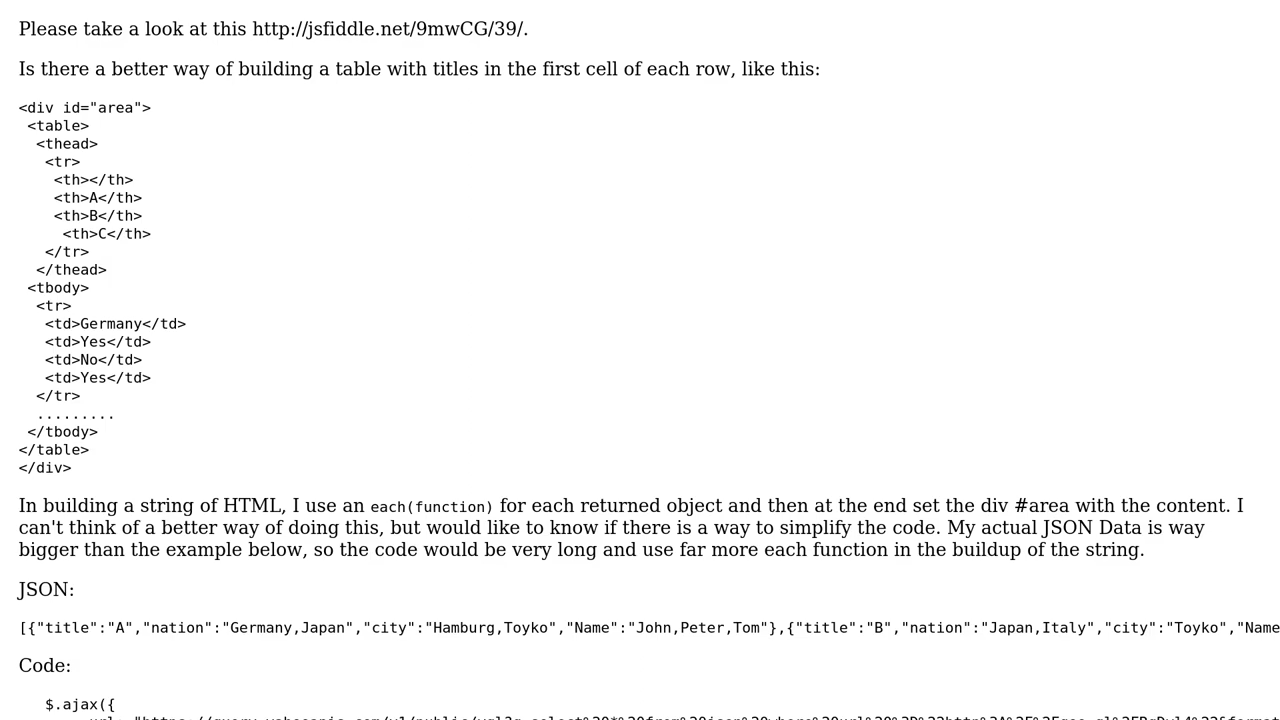 Please take a look at this http://jsfiddle.net/9mwCG/39/.
Is there a better way of building a table with titles in the first cell of each row, like this:
<div id="area">
 <table>
  <thead>
   <tr>
    <th></th>
    <th>A</th>
    <th>B</th>
     <th>C</th>
   </tr>
  </thead>
 <tbody>
  <tr>
   <td>Germany</td>
   <td>Yes</td>
   <td>No</td>
   <td>Yes</td>
  </tr>
  .........
 </tbody>
</table>
</div>
In building a string of HTML, I use an each(function) for each returned object and then at the end set the div #area with the content. I
can't think of a better way of doing this, but would like to know if there is a way to simplify the code. My actual JSON Data is way
bigger than the example below, so the code would be very long and use far more each function in the buildup of the string.
JSON:
[{"title":"A","nation":"Germany,Japan","city":"Hamburg,Toyko","Name":"John,Peter,Tom"},{"title":"B","nation":"Japan,Italy","city":"Toyko","Name
Code:
   $.ajax({